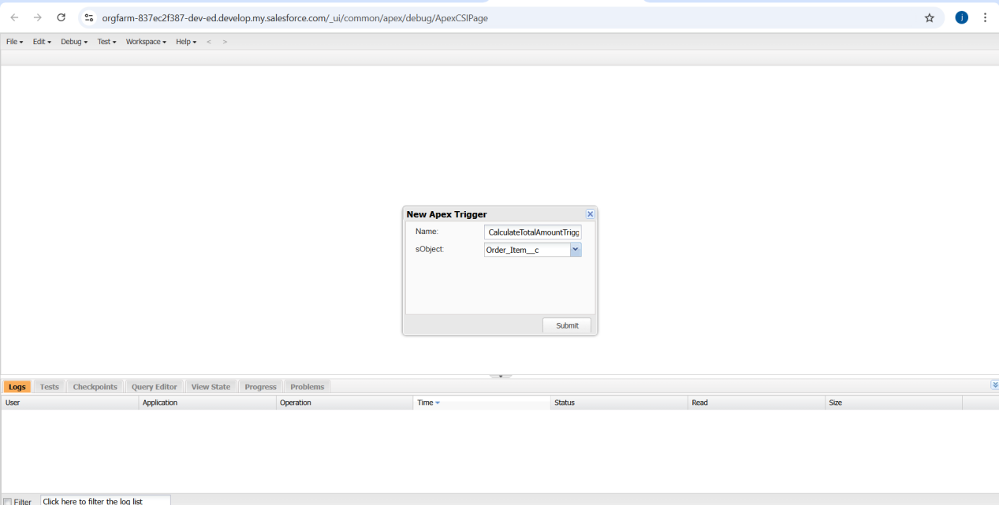 orgfarm-837ec2f387-dev-ed.develop.my.salesforce.com/_ui/common/apex/debug/ApexCSIPage
j
File Edit Debug Test Workspace Help < >
New Apex Trigger
Name: CalculateTotalAmountTrigg
sObject: Order_Item__c
Submit
Logs Tests Checkpoints Query Editor View State Progress Problems
User Application Operation Time Status Read Size
Filter Click here to filter the log list